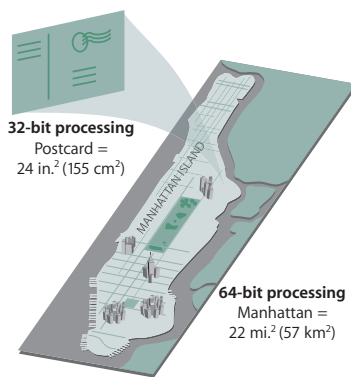 32-bit processing
Postcard =
24 in.² (155 cm²)
MANHATTAN ISLAND
64-bit processing
Manhattan =
22 mi.² (57 km²)